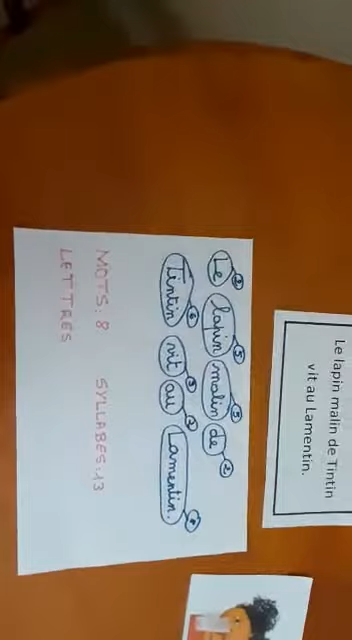 Le lapin malin de
Tintin vit au Lamentin.
MOTS: 8 SYLLABES: 13
LETTRES
Le lapin malin de Tintin
vit au Lamentin.